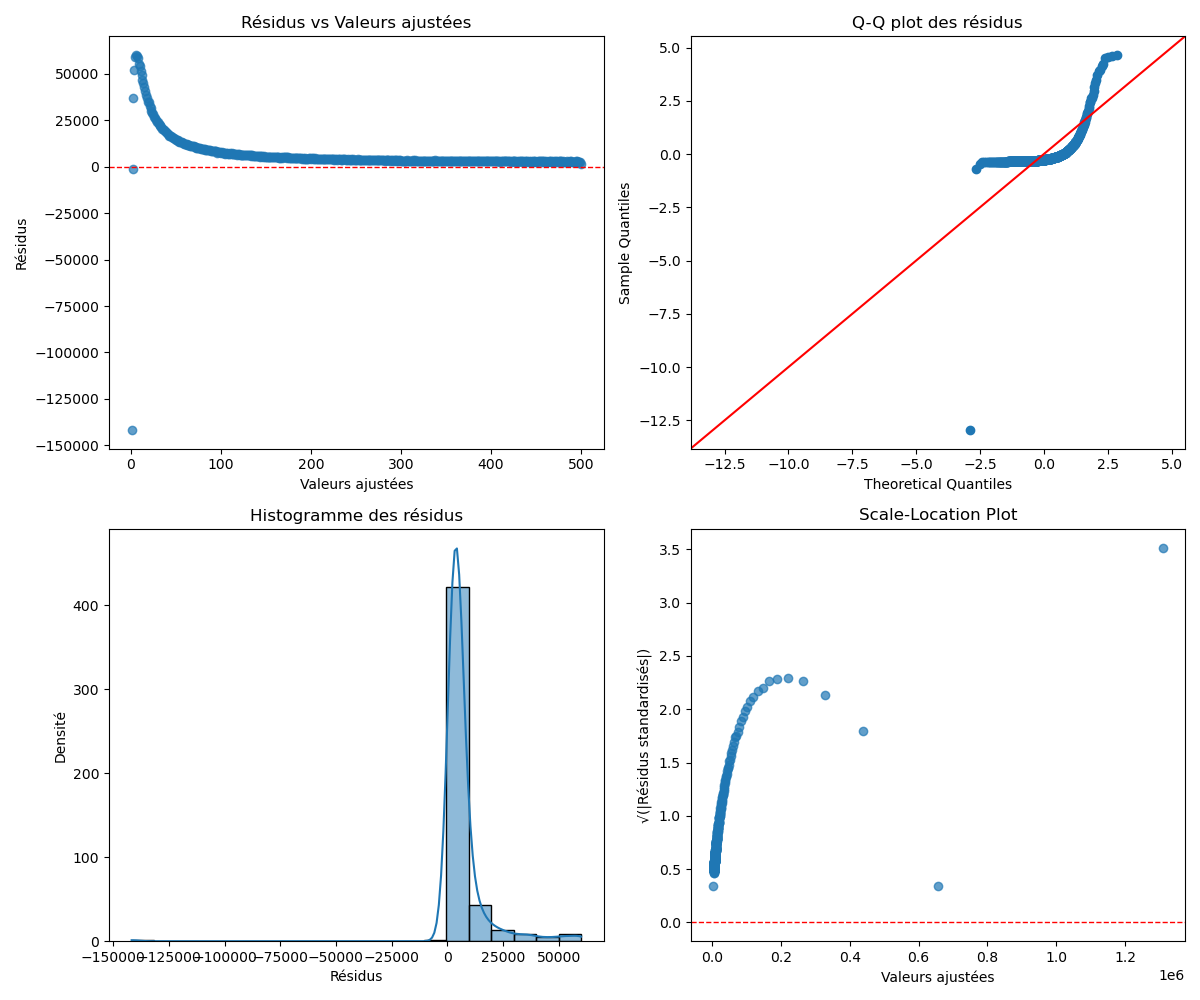 Résidus vs Valeurs ajustées
50000
25000
0
−25000
−50000
−75000
−100000
−125000
−150000
Résidus
0 100 200 300 400 500
Valeurs ajustées
Q-Q plot des résidus
5.0
2.5
0.0
−2.5
−5.0
−7.5
−10.0
−12.5
Sample Quantiles
−12.5 −10.0 −7.5 −5.0 −2.5 0.0 2.5 5.0
Theoretical Quantiles
Histogramme des résidus
400
300
200
100
0
Densité
−150000 −125000 −100000 −75000 −50000 −25000 0 25000 50000
Résidus
Scale-Location Plot
3.5
3.0
2.5
2.0
1.5
1.0
0.5
0.0
√(|Résidus standardisés|)
0.0 0.2 0.4 0.6 0.8 1.0 1.2
1e6
Valeurs ajustées